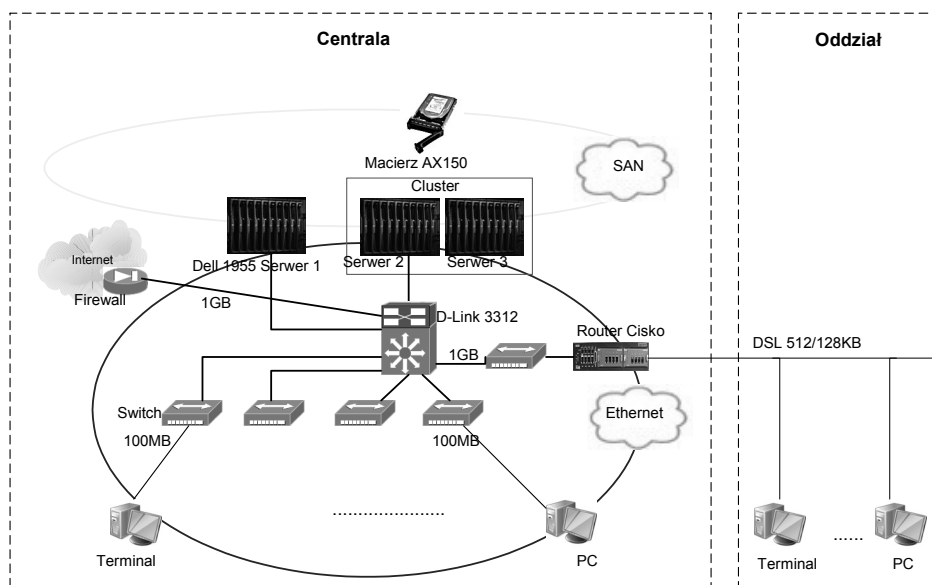 Centrala
Oddział
Macierz AX150
SAN
Cluster
Internet
Dell 1955 Serwer 1
Serwer 2
Serwer 3
Firewall
1GB
D-Link 3312
Router Cisko
DSL 512/128KB
1GB
Switch
Ethernet
100MB
100MB
........................
Terminal
PC
......
Terminal
PC